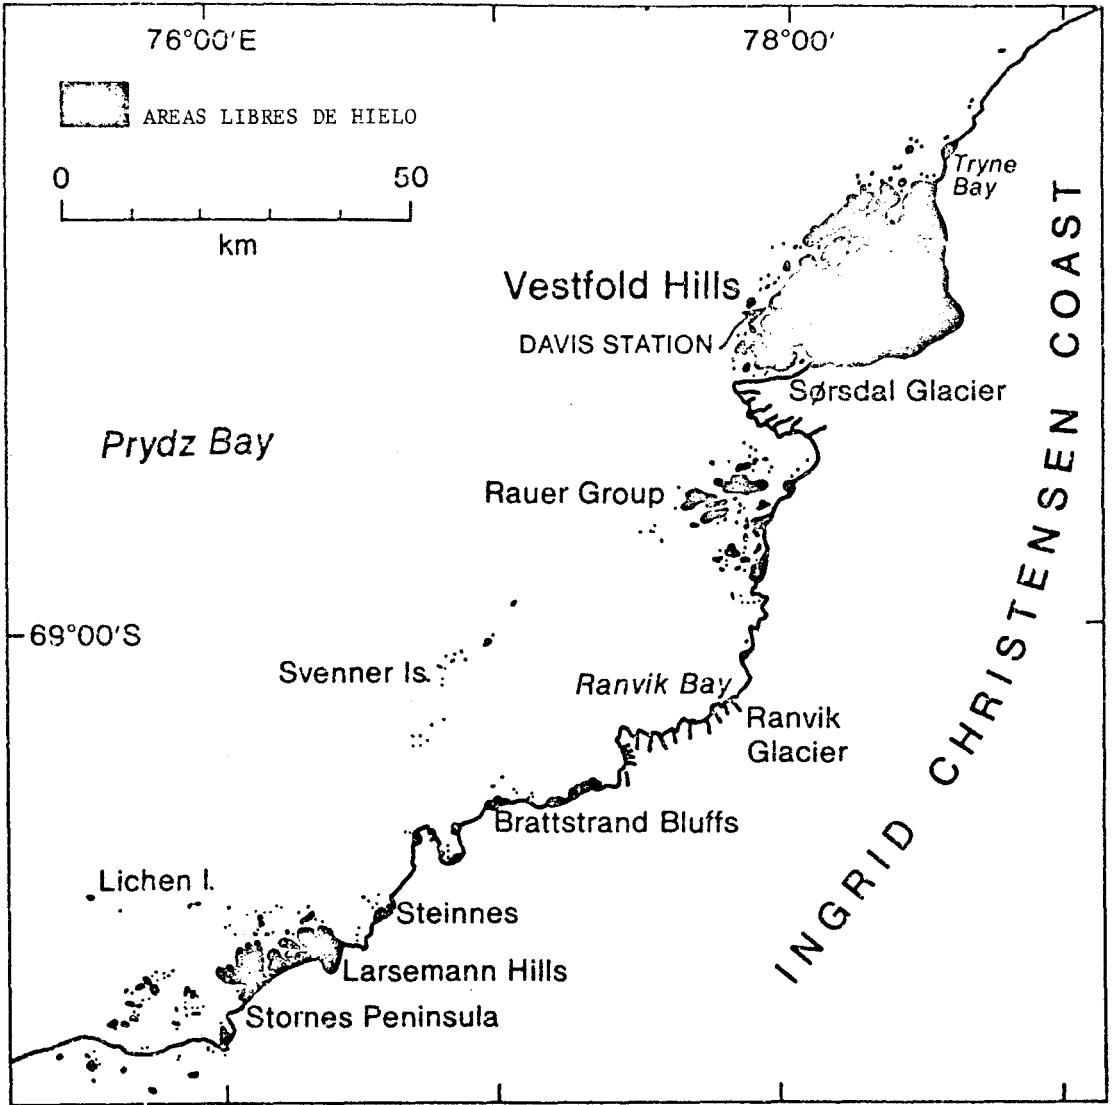 76°00'E
78°00'
AREAS LIBRES DE HIELO
0 50
km
Tryne
Bay
Vestfold Hills
DAVIS STATION
Sørsdal Glacier
Prydz Bay
Rauer Group
INGRID CHRISTENSEN COAST
69°00'S
Svenner Is.
Ranvik Bay
Ranvik
Glacier
Brattstrand Bluffs
Lichen I.
Steinnes
Larsemann Hills
Stornes Peninsula